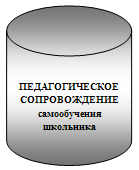 ПЕДАГОГИЧЕСКОЕ
СОПРОВОЖДЕНИЕ
самообучения
школьника